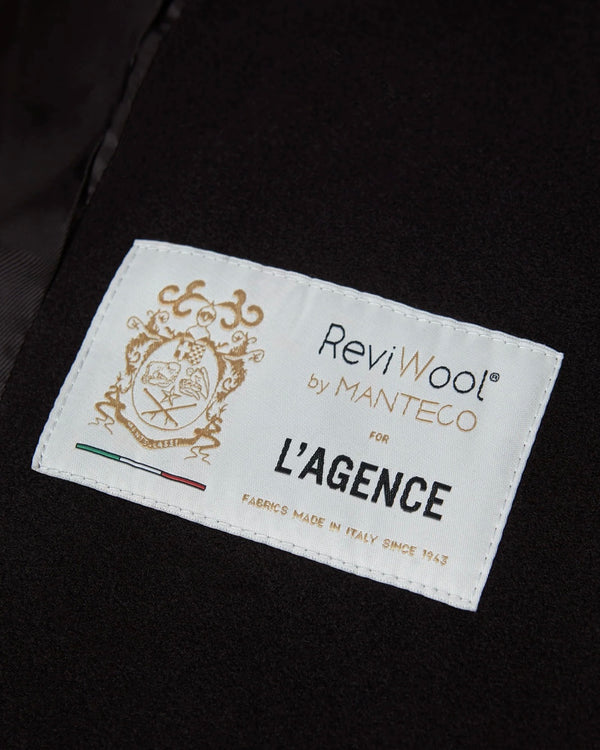 ReviWool®
by MANTECO
FOR
L'AGENCE
FABRICS MADE IN ITALY SINCE 1943